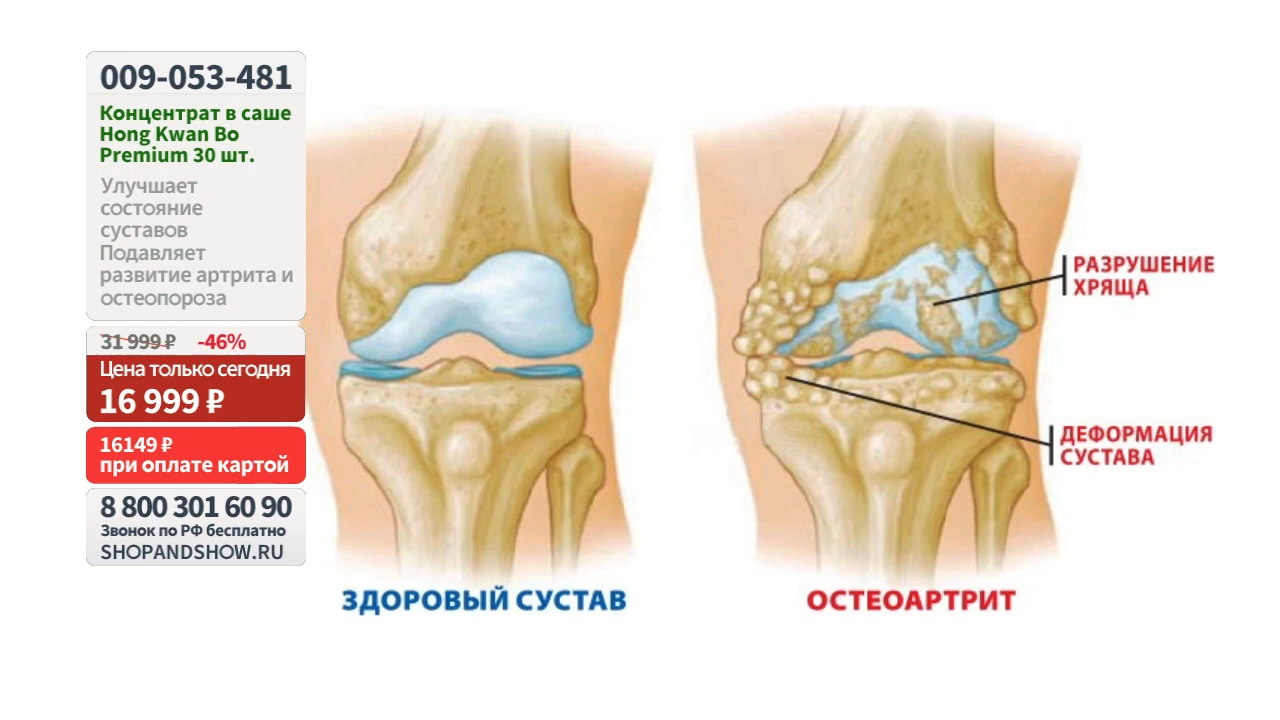 009-053-481
Концентрат в саше
Hong Kwan Bo
Premium 30 шт.
Улучшает
состояние
суставов
Подавляет
развитие артрита и
остеопороза
31 999 ₽ -46%
Цена только сегодня
16 999 ₽
16149 ₽
при оплате картой
8 800 301 60 90
Звонок по РФ бесплатно
SHOPANDSHOW.RU
РАЗРУШЕНИЕ
ХРЯЩА
ДЕФОРМАЦИЯ
СУСТАВА
ЗДОРОВЫЙ СУСТАВ
ОСТЕОАРТРИТ